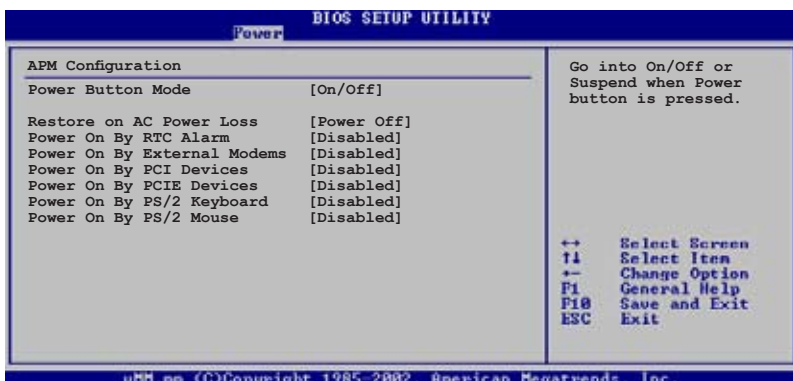 BIOS SETUP UTILITY
Power
APM Configuration
Power Button Mode [On/Off]
Restore on AC Power Loss [Power Off]
Power On By RTC Alarm [Disabled]
Power On By External Modems [Disabled]
Power On By PCI Devices [Disabled]
Power On By PCIE Devices [Disabled]
Power On By PS/2 Keyboard [Disabled]
Power On By PS/2 Mouse [Disabled]
Go into On/Off or
Suspend when Power
button is pressed.
↔ Select Screen
↑↓ Select Item
+- Change Option
F1 General Help
F10 Save and Exit
ESC Exit
(C)Copyright 1985-2002, American Megatrends, Inc